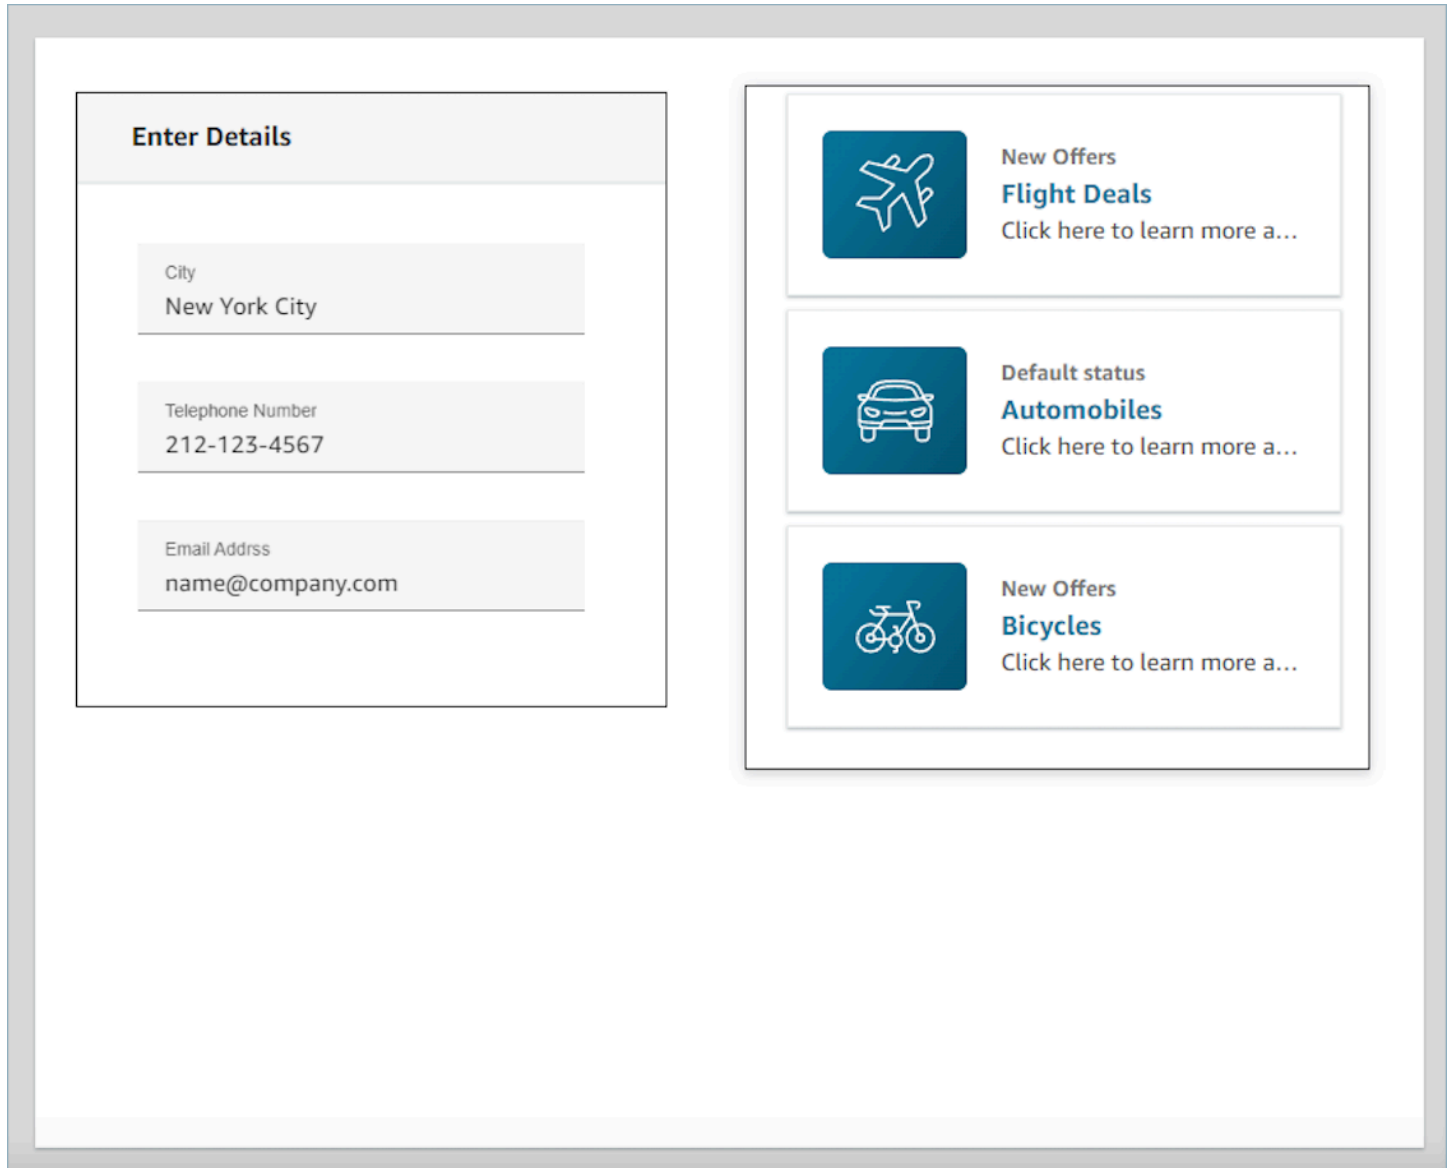 Enter Details
City
New York City
Telephone Number
212-123-4567
Email Addrss
name@company.com
New Offers
Flight Deals
Click here to learn more a...
Default status
Automobiles
Click here to learn more a...
New Offers
Bicycles
Click here to learn more a...